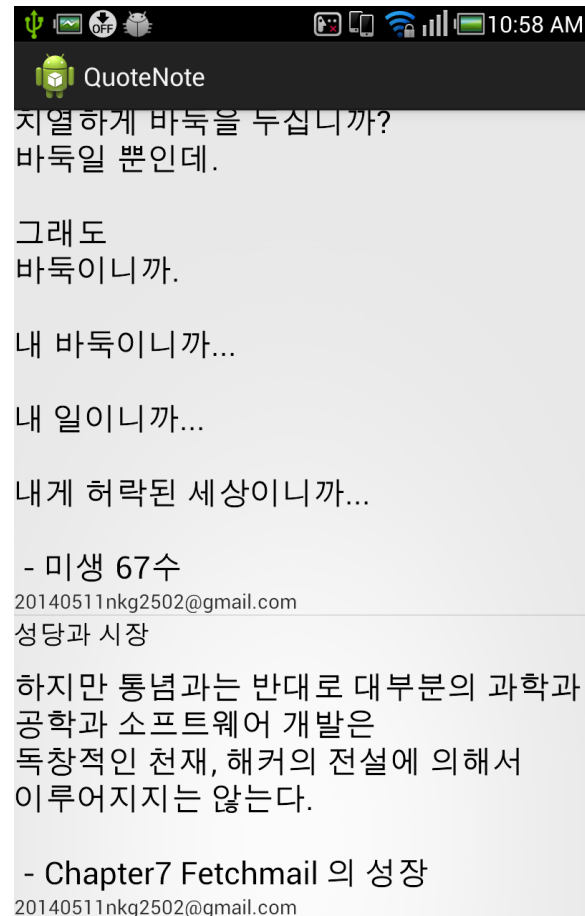 OFF
10:58 AM
QuoteNote
치열하게 바둑을 두십니까?
바둑일 뿐인데.
그래도
바둑이니까.
내 바둑이니까...
내 일이니까...
내게 허락된 세상이니까...
- 미생 67수
20140511nkg2502@gmail.com
성당과 시장
하지만 통념과는 반대로 대부분의 과학과
공학과 소프트웨어 개발은
독창적인 천재, 해커의 전설에 의해서
이루어지지는 않는다.
- Chapter7 Fetchmail 의 성장
20140511nkg2502@gmail.com